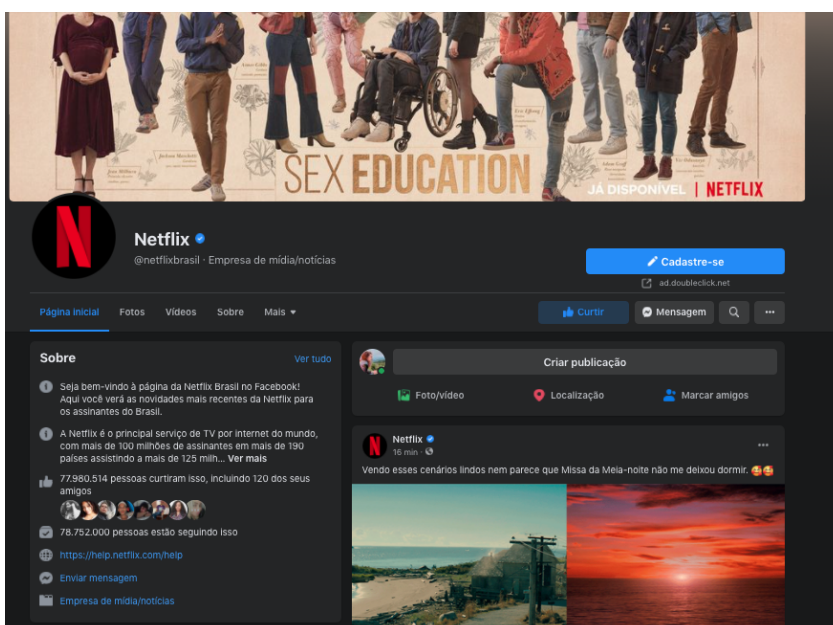 SEX EDUCATION
JÁ DISPONÍVEL | NETFLIX
N
Netflix
@netflixbrasil · Empresa de mídia/notícias
Cadastre-se
ad.doubleclick.net
Página inicial Fotos Vídeos Sobre Mais
Curtir Mensagem
Sobre Ver tudo
Seja bem-vindo à página da Netflix Brasil no Facebook!
Aqui você verá as novidades mais recentes da Netflix para
os assinantes do Brasil.
A Netflix é o principal serviço de TV por internet do mundo,
com mais de 100 milhões de assinantes em mais de 190
países assistindo a mais de 125 milh... Ver mais
77.980.514 pessoas curtiram isso, incluindo 120 dos seus
amigos
78.752.000 pessoas estão seguindo isso
https://help.netflix.com/help
Enviar mensagem
Empresa de mídia/notícias
Criar publicação
Foto/vídeo Localização Marcar amigos
N
Netflix
16 min ·
Vendo esses cenários lindos nem parece que Missa da Meia-noite não me deixou dormir.